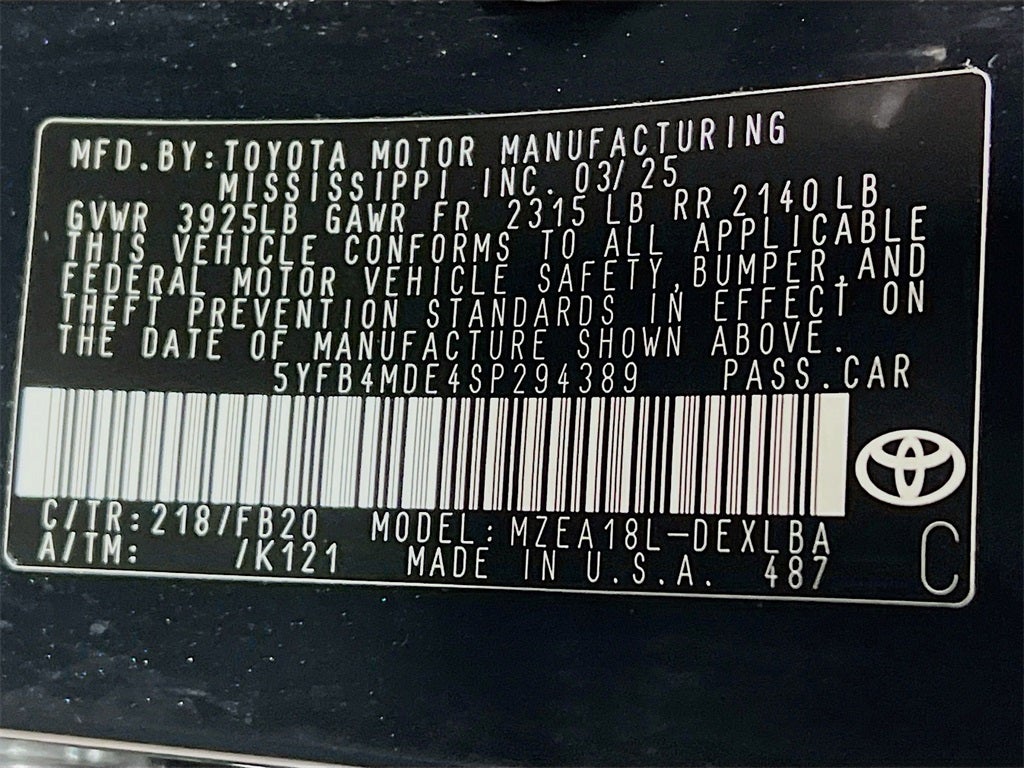 MFD.BY:TOYOTA MOTOR MANUFACTURING
MISSISSIPPI INC. 03/25
GVWR 3925LB GAWR FR 2315 LB RR 2140 LB
THIS VEHICLE CONFORMS TO ALL APPLICABLE
FEDERAL MOTOR VEHICLE SAFETY,BUMPER,AND
THEFT PREVENTION STANDARDS IN EFFECT ON
THE DATE OF MANUFACTURE SHOWN ABOVE.
5YFB4MDE4SP294389 PASS.CAR
C/TR:218/FB20 MODEL:MZEA18L-DEXLBA
A/TM: /K121 MADE IN U.S.A. 487 C